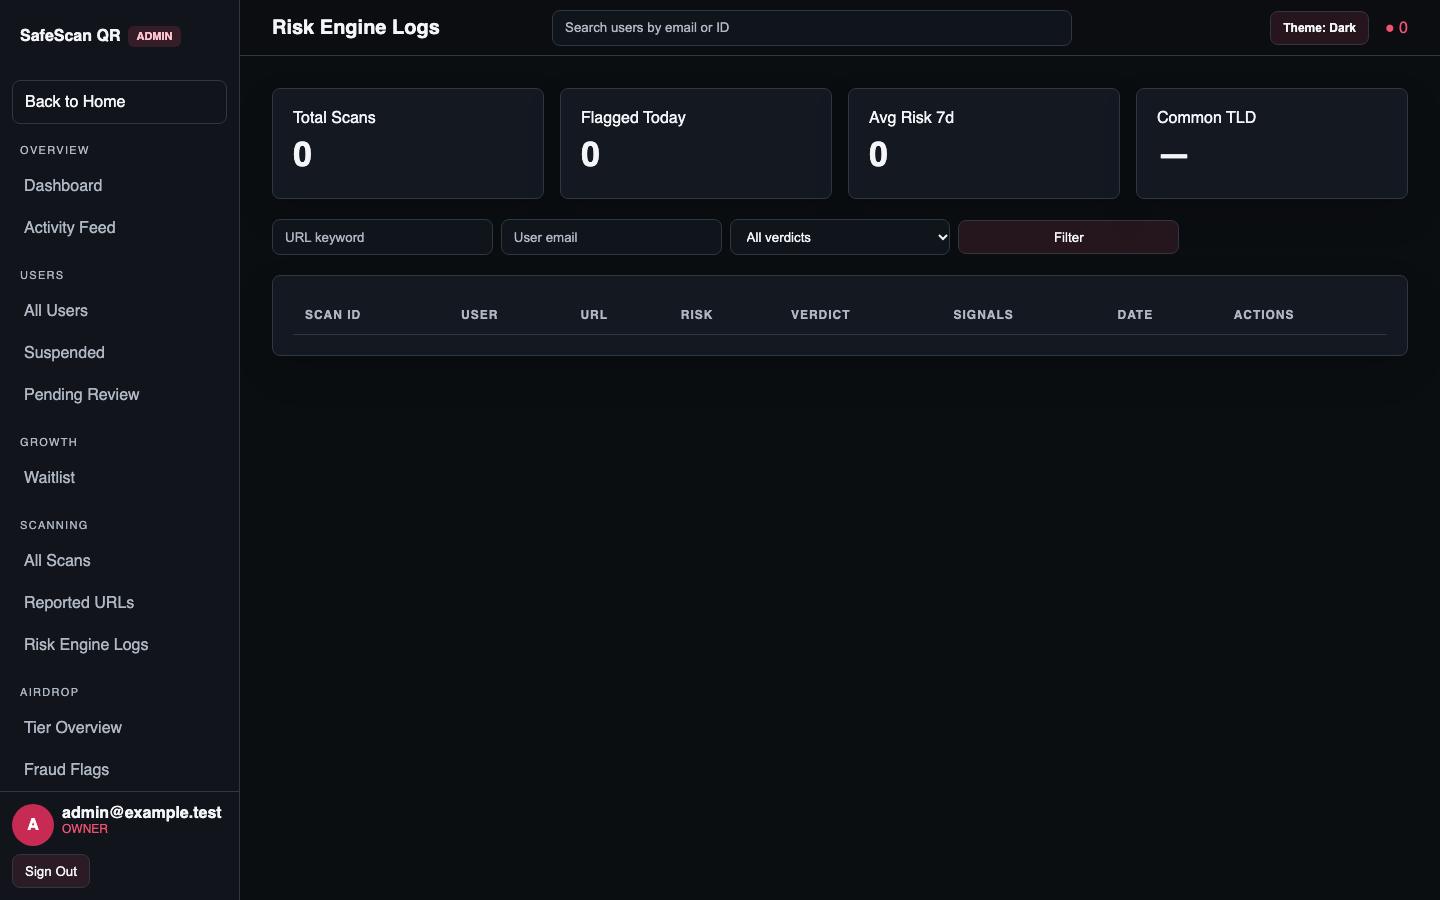 SafeScan QR ADMIN
Back to Home
OVERVIEW
Dashboard
Activity Feed
USERS
All Users
Suspended
Pending Review
GROWTH
Waitlist
SCANNING
All Scans
Reported URLs
Risk Engine Logs
AIRDROP
Tier Overview
Fraud Flags
A
admin@example.test
OWNER
Sign Out
Risk Engine Logs
Search users by email or ID
Theme: Dark
● 0
Total Scans
0
Flagged Today
0
Avg Risk 7d
0
Common TLD
—
URL keyword
User email
All verdicts
Filter
SCAN ID USER URL RISK VERDICT SIGNALS DATE ACTIONS